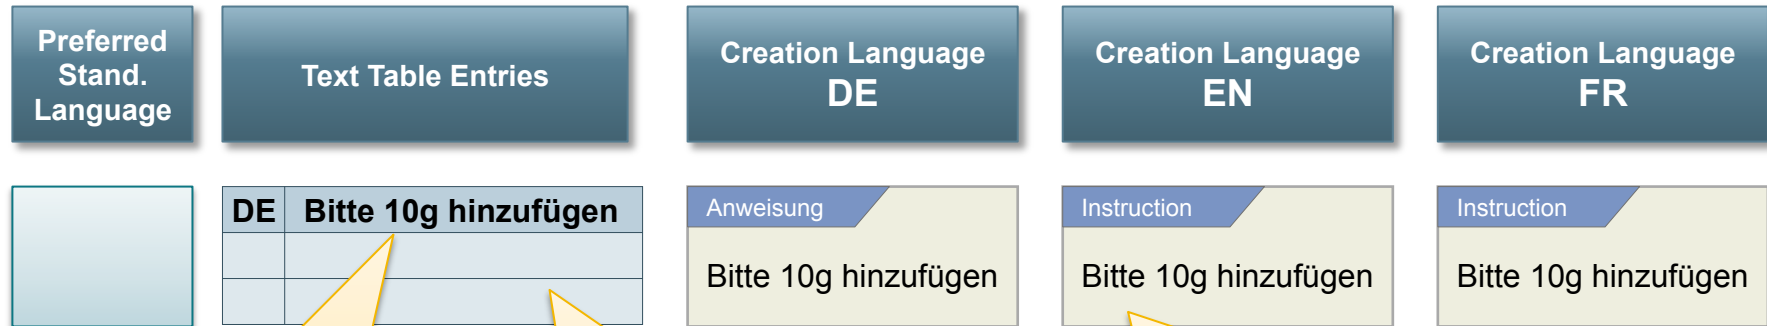 Preferred
Stand.
Language
Text Table Entries
Creation Language
DE
Creation Language
EN
Creation Language
FR
DE Bitte 10g hinzufügen
Anweisung
Bitte 10g hinzufügen
Instruction
Bitte 10g hinzufügen
Instruction
Bitte 10g hinzufügen